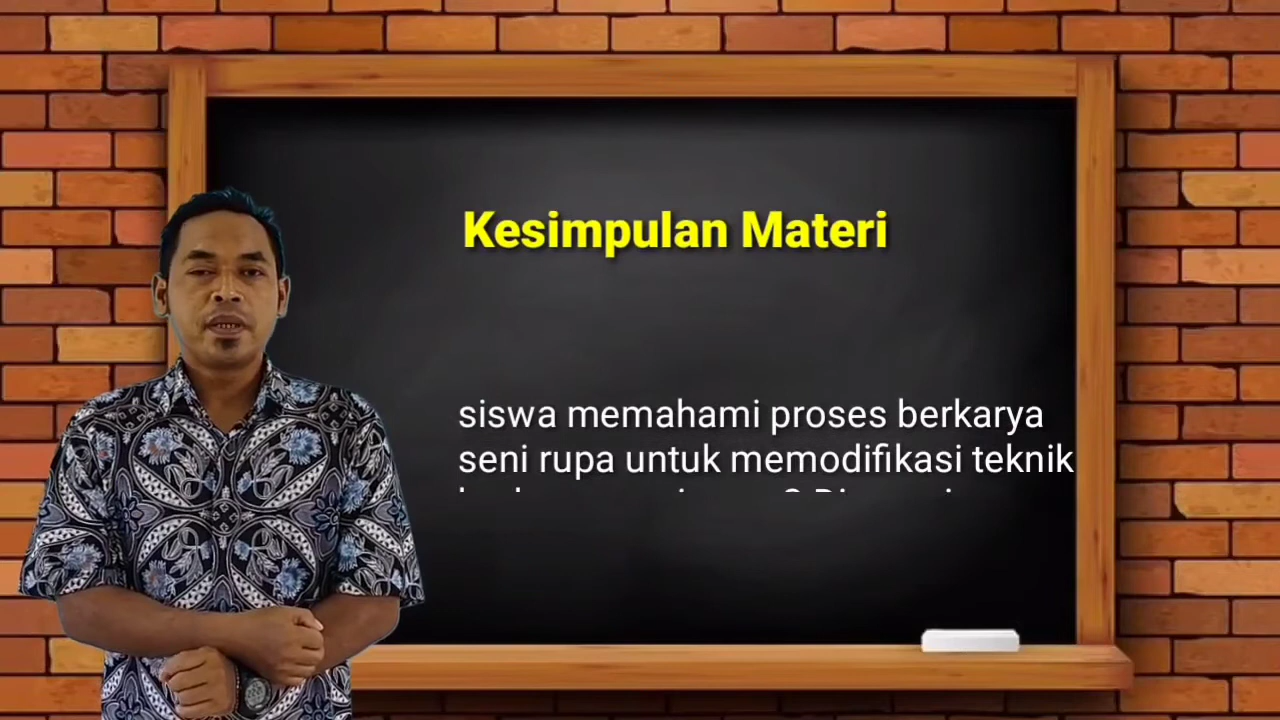 Kesimpulan Materi
siswa memahami proses berkarya
seni rupa untuk memodifikasi teknik